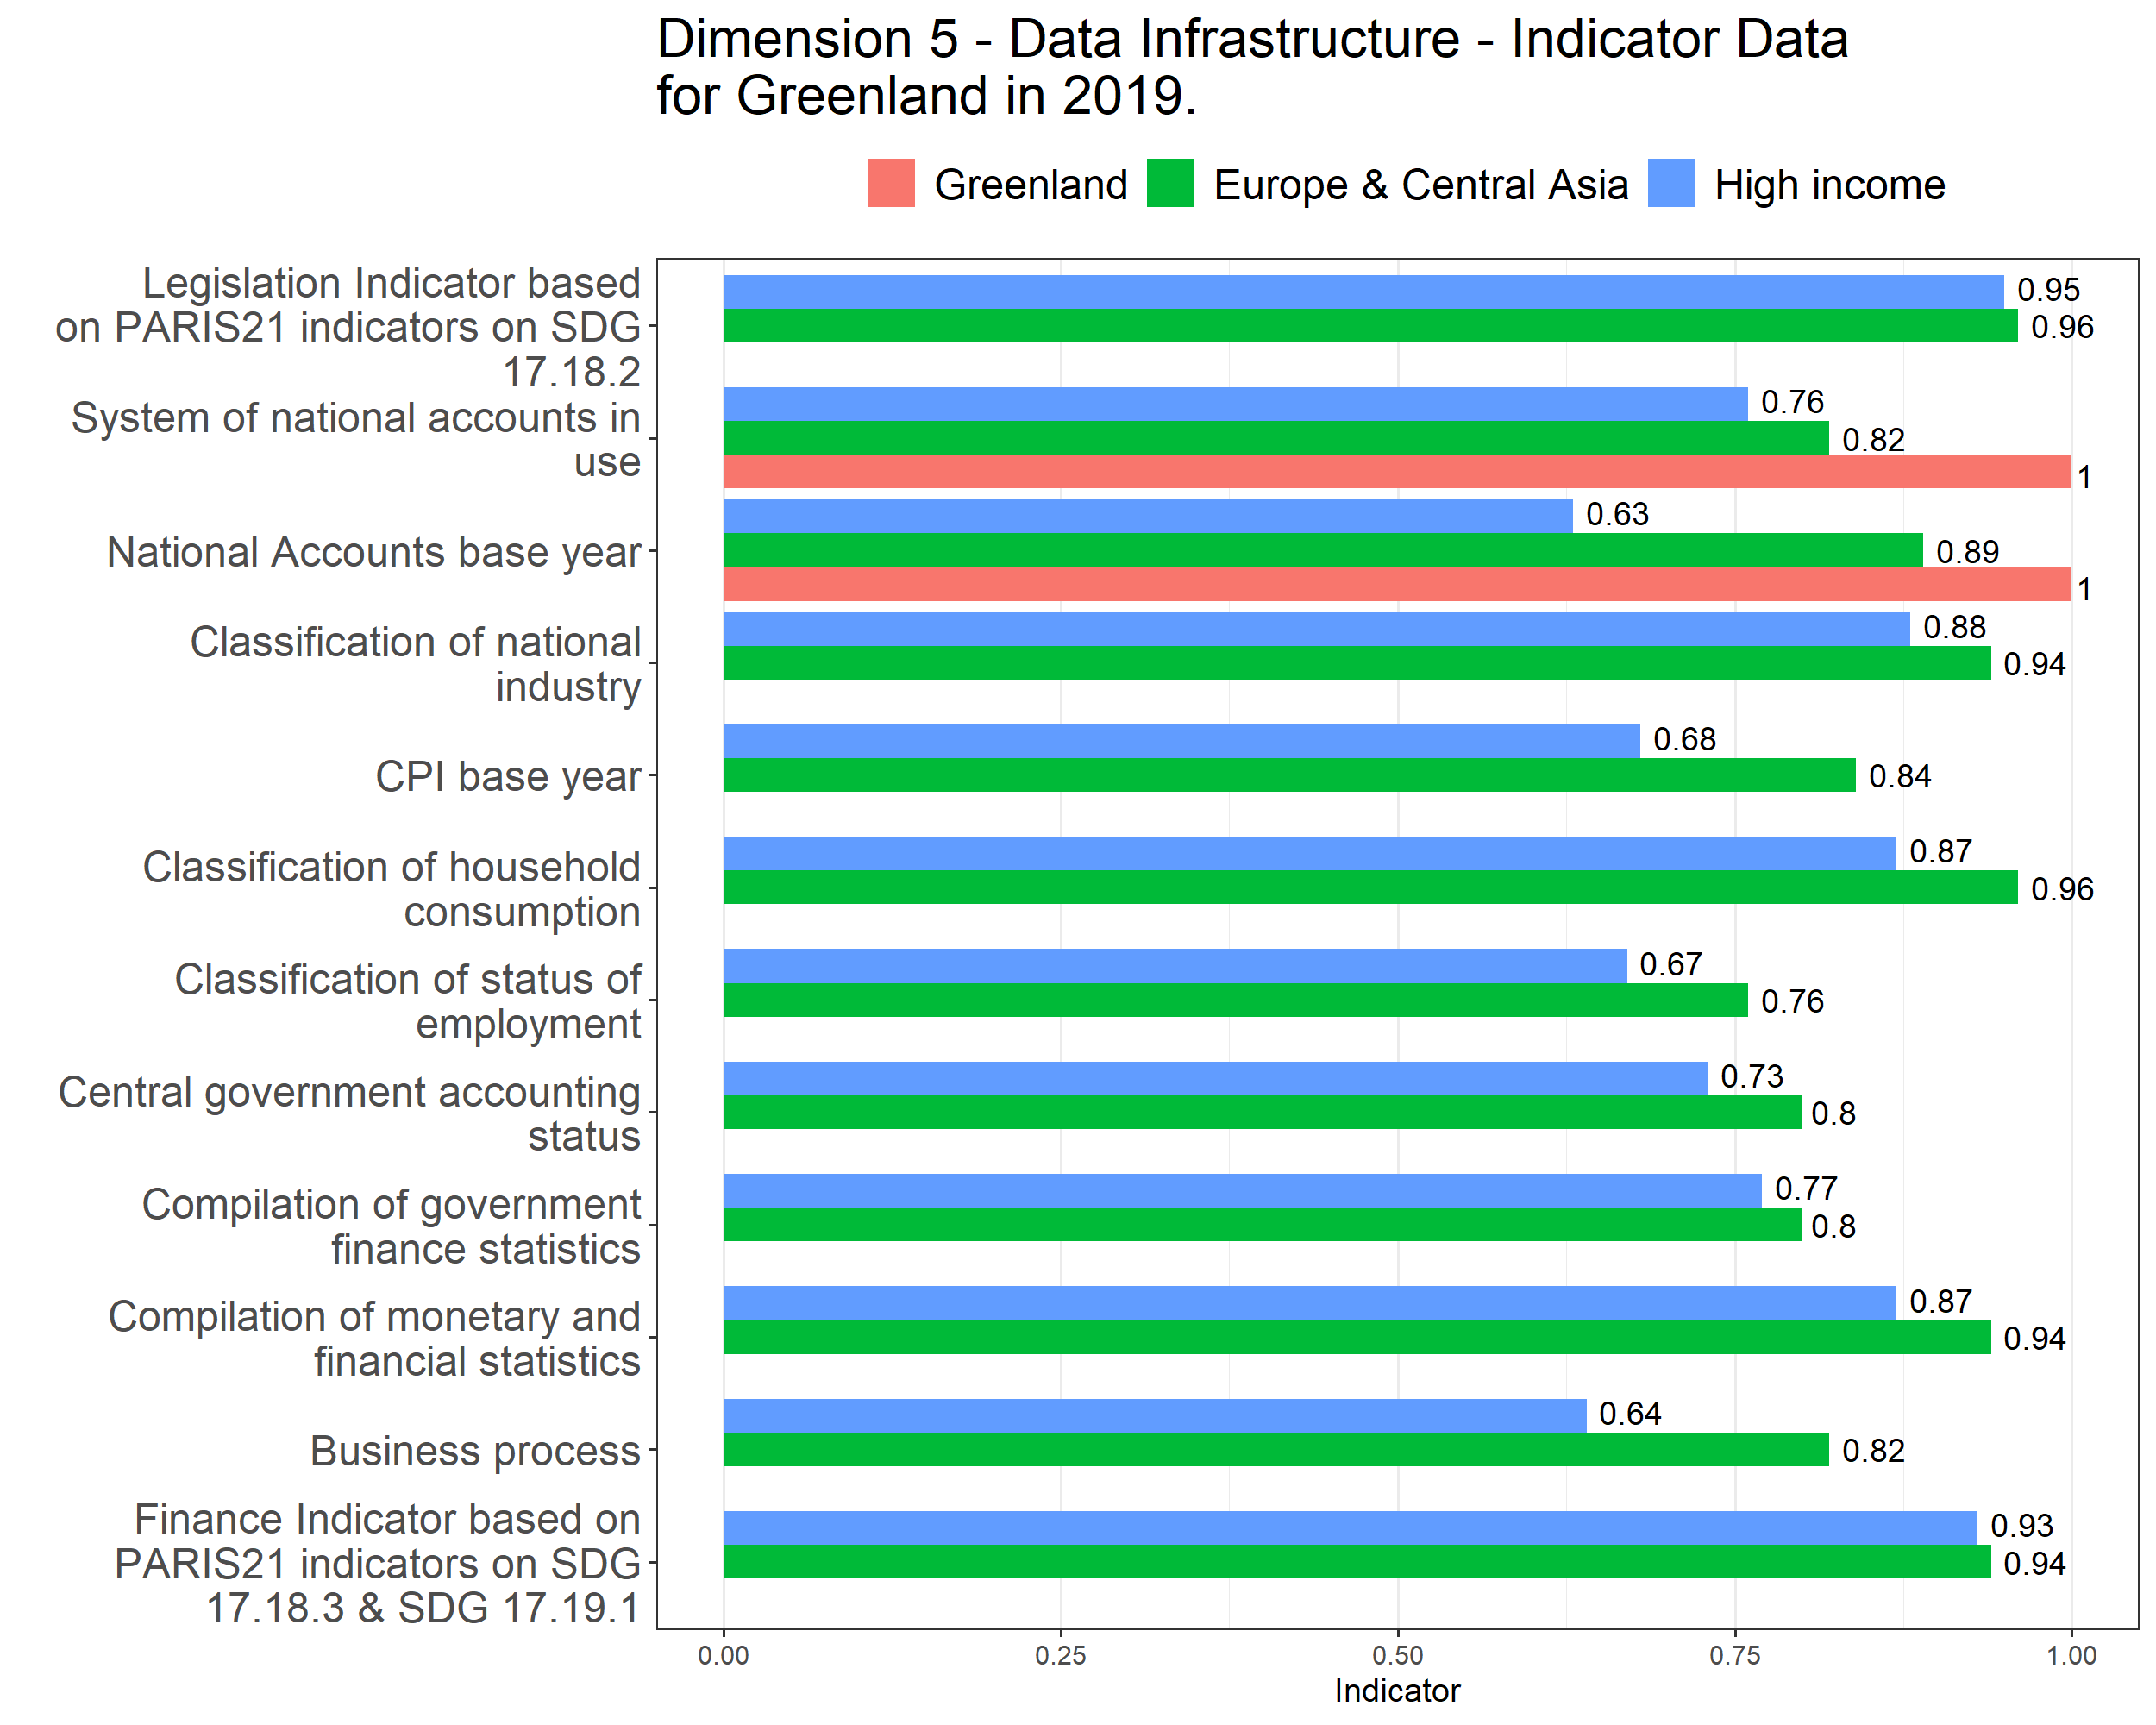 Dimension 5 - Data Infrastructure - Indicator Data
for Greenland in 2019.
Greenland Europe & Central Asia High income
Legislation Indicator based
on PARIS21 indicators on SDG
17.18.2
0.95
0.96
System of national accounts in
use
0.76
0.82
1
National Accounts base year
0.63
0.89
1
Classification of national
industry
0.88
0.94
CPI base year
0.68
0.84
Classification of household
consumption
0.87
0.96
Classification of status of
employment
0.67
0.76
Central government accounting
status
0.73
0.8
Compilation of government
finance statistics
0.77
0.8
Compilation of monetary and
financial statistics
0.87
0.94
Business process
0.64
0.82
Finance Indicator based on
PARIS21 indicators on SDG
17.18.3 & SDG 17.19.1
0.93
0.94
0.00 0.25 0.50 0.75 1.00
Indicator